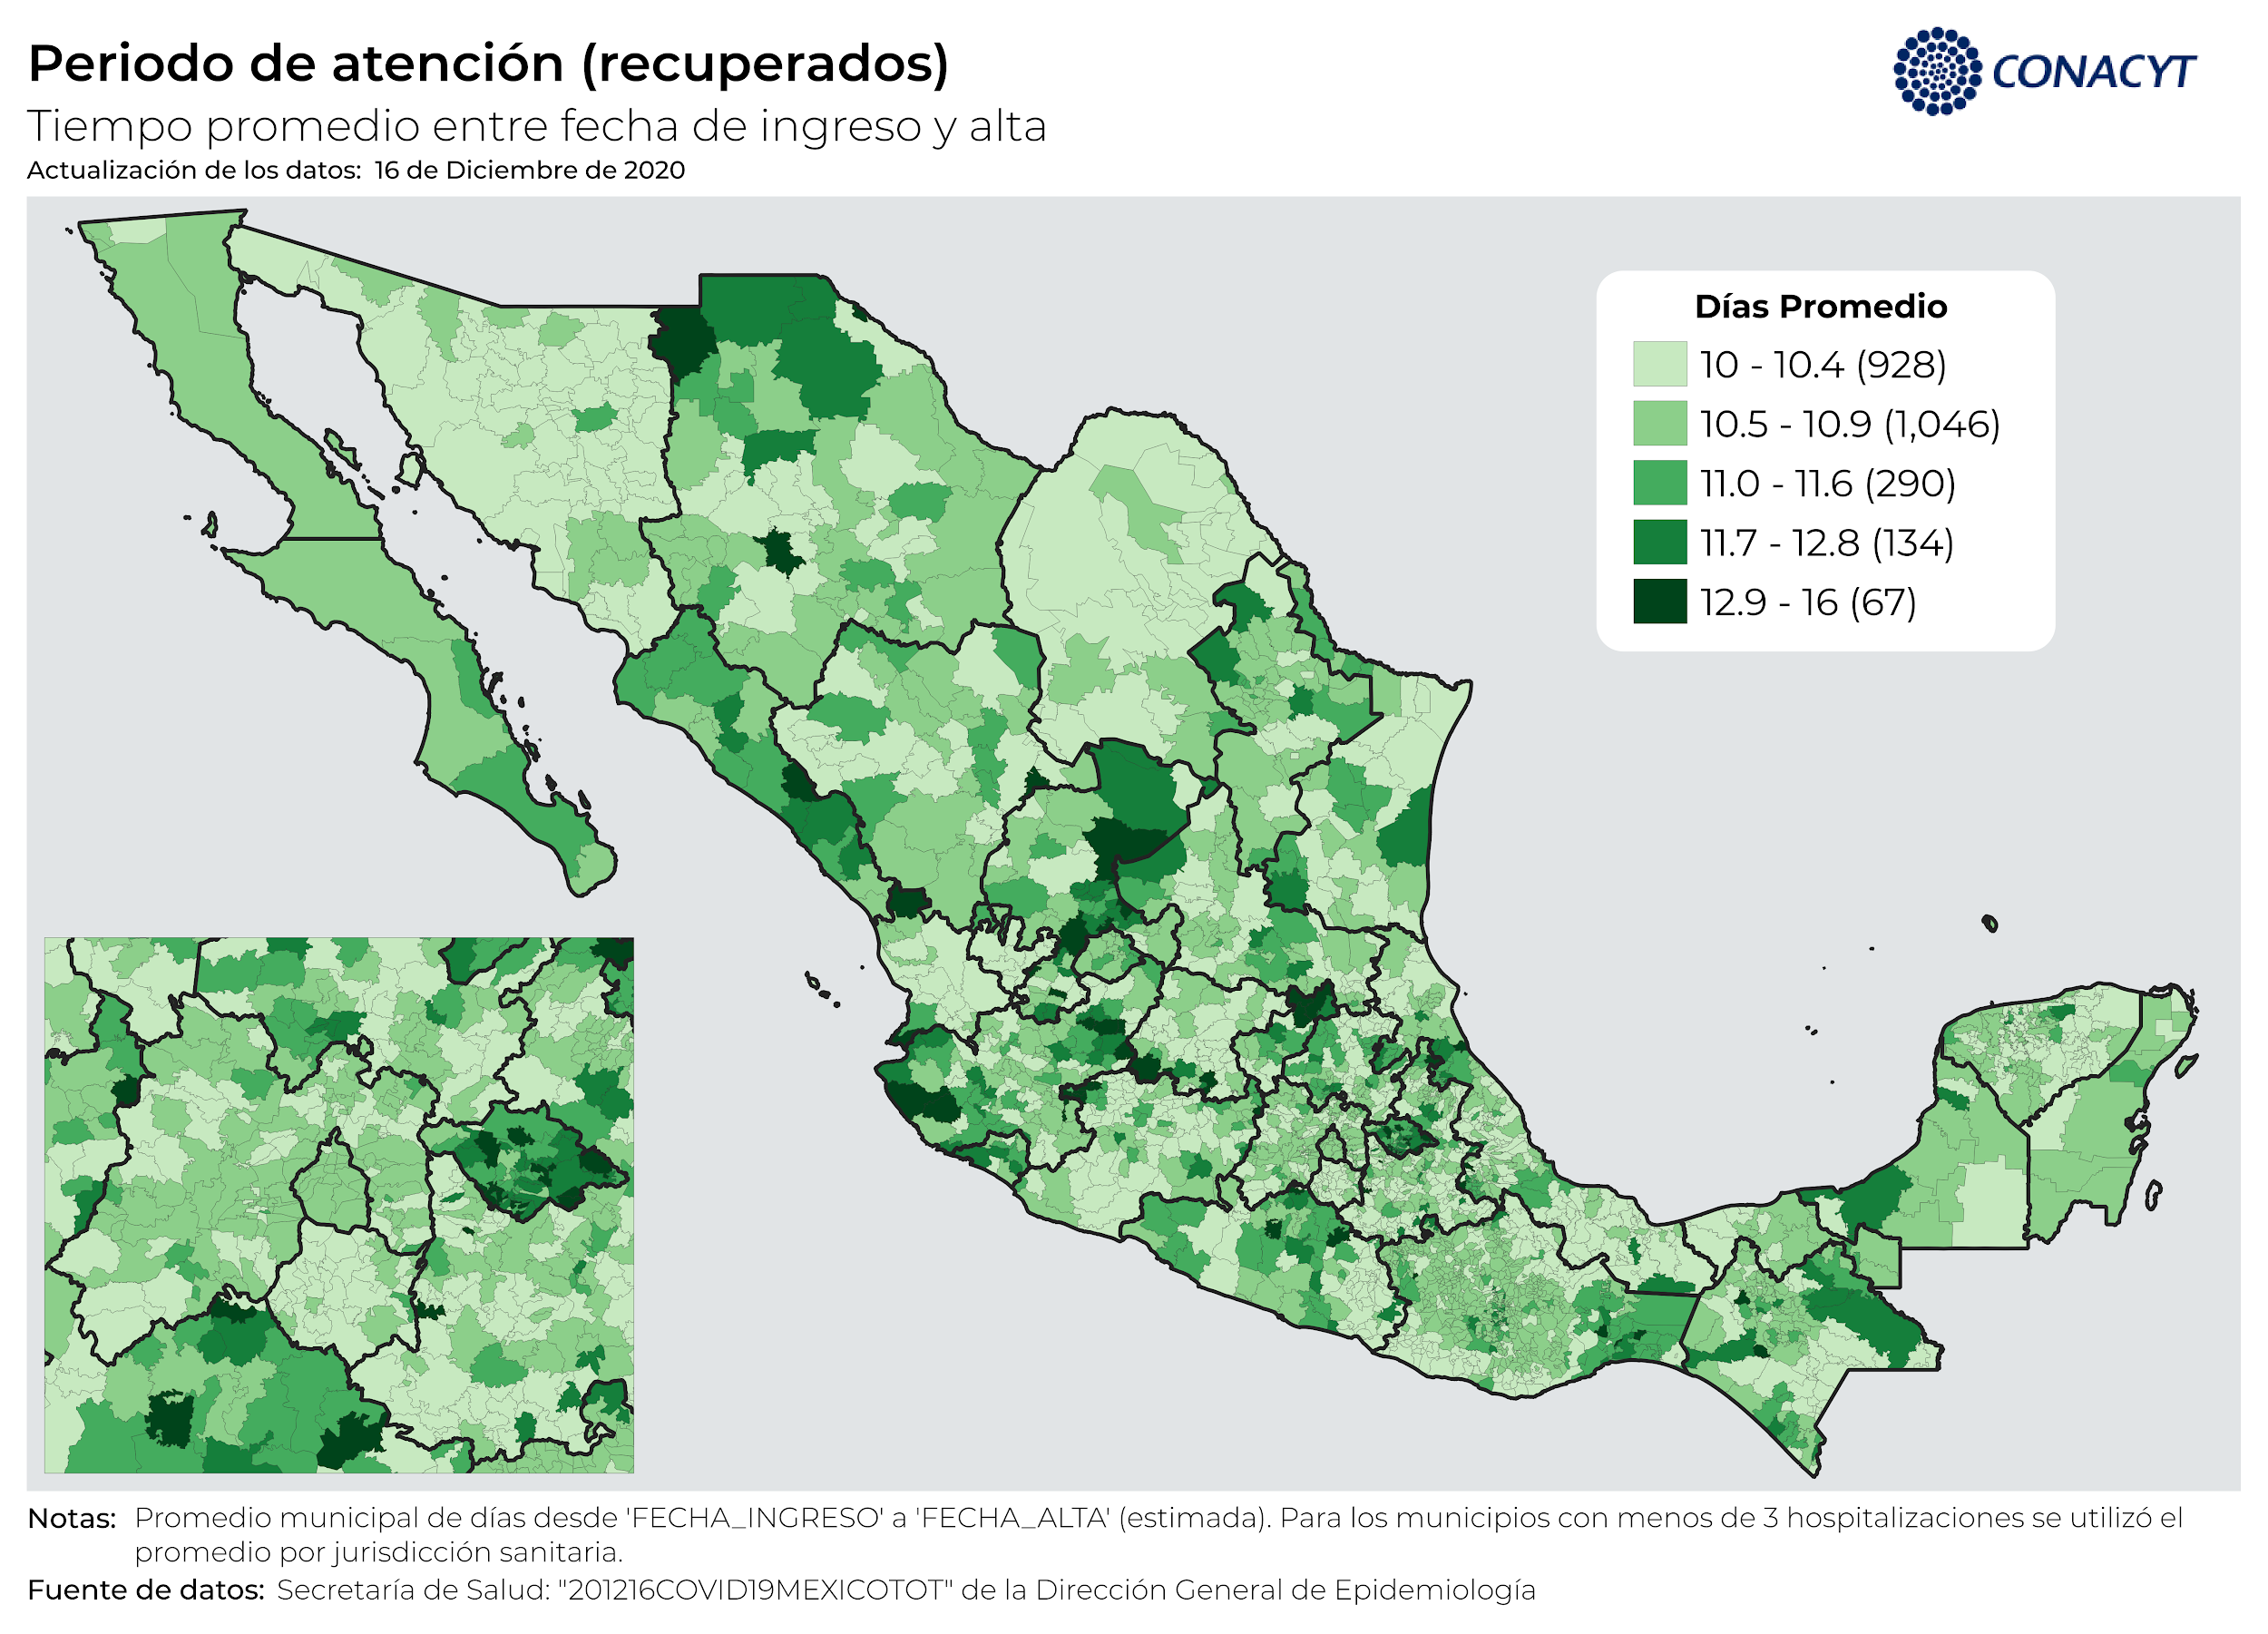 Periodo de atención (recuperados)
Tiempo promedio entre fecha de ingreso y alta
Actualización de los datos: 16 de Diciembre de 2020
CONACYT
Días Promedio
10 - 10.4 (928)
10.5 - 10.9 (1,046)
11.0 - 11.6 (290)
11.7 - 12.8 (134)
12.9 - 16 (67)
Notas: Promedio municipal de días desde 'FECHA_INGRESO' a 'FECHA_ALTA' (estimada). Para los municipios con menos de 3 hospitalizaciones se utilizó el
promedio por jurisdicción sanitaria.
Fuente de datos: Secretaría de Salud: "201216COVID19MEXICOTOT" de la Dirección General de Epidemiología